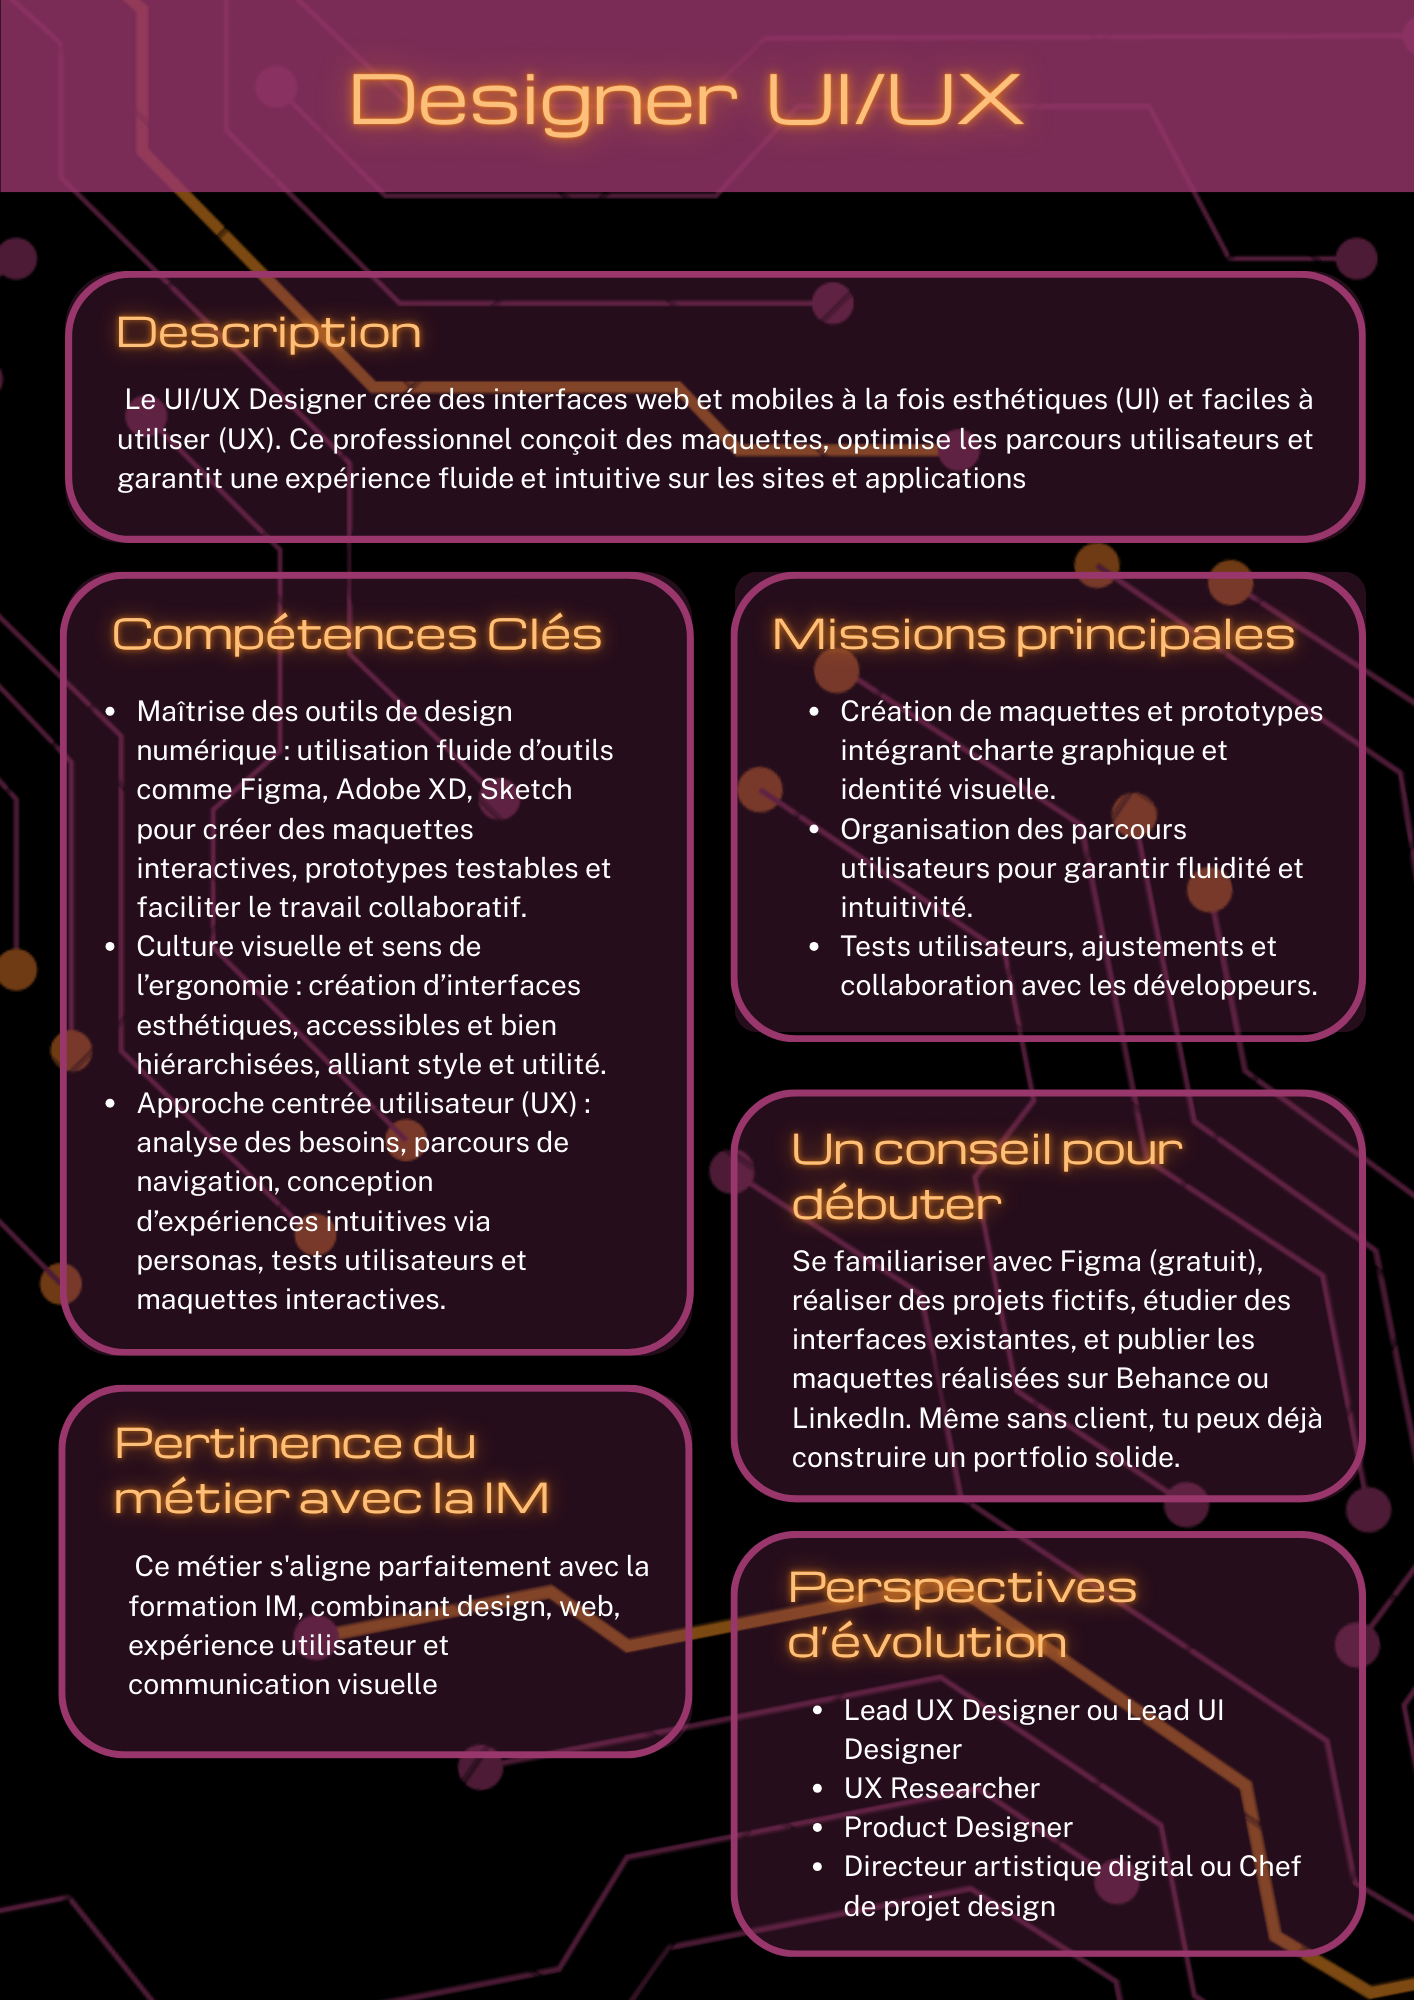 Designer UI/UX
Description
Le UI/UX Designer crée des interfaces web et mobiles à la fois esthétiques (UI) et faciles à
utiliser (UX). Ce professionnel conçoit des maquettes, optimise les parcours utilisateurs et
garantit une expérience fluide et intuitive sur les sites et applications
Compétences Clés
• Maîtrise des outils de design
numérique : utilisation fluide d’outils
comme Figma, Adobe XD, Sketch
pour créer des maquettes
interactives, prototypes testables et
faciliter le travail collaboratif.
• Culture visuelle et sens de
l’ergonomie : création d’interfaces
esthétiques, accessibles et bien
hiérarchisées, alliant style et utilité.
• Approche centrée utilisateur (UX) :
analyse des besoins, parcours de
navigation, conception
d’expériences intuitives via
personas, tests utilisateurs et
maquettes interactives.
Missions principales
• Création de maquettes et prototypes
intégrant charte graphique et
identité visuelle.
• Organisation des parcours
utilisateurs pour garantir fluidité et
intuitivité.
• Tests utilisateurs, ajustements et
collaboration avec les développeurs.
Un conseil pour
débuter
Se familiariser avec Figma (gratuit),
réaliser des projets fictifs, étudier des
interfaces existantes, et publier les
maquettes réalisées sur Behance ou
LinkedIn. Même sans client, tu peux déjà
construire un portfolio solide.
Pertinence du
métier avec la IM
Ce métier s'aligne parfaitement avec la
formation IM, combinant design, web,
expérience utilisateur et
communication visuelle
Perspectives
d’évolution
• Lead UX Designer ou Lead UI
Designer
• UX Researcher
• Product Designer
• Directeur artistique digital ou Chef
de projet design